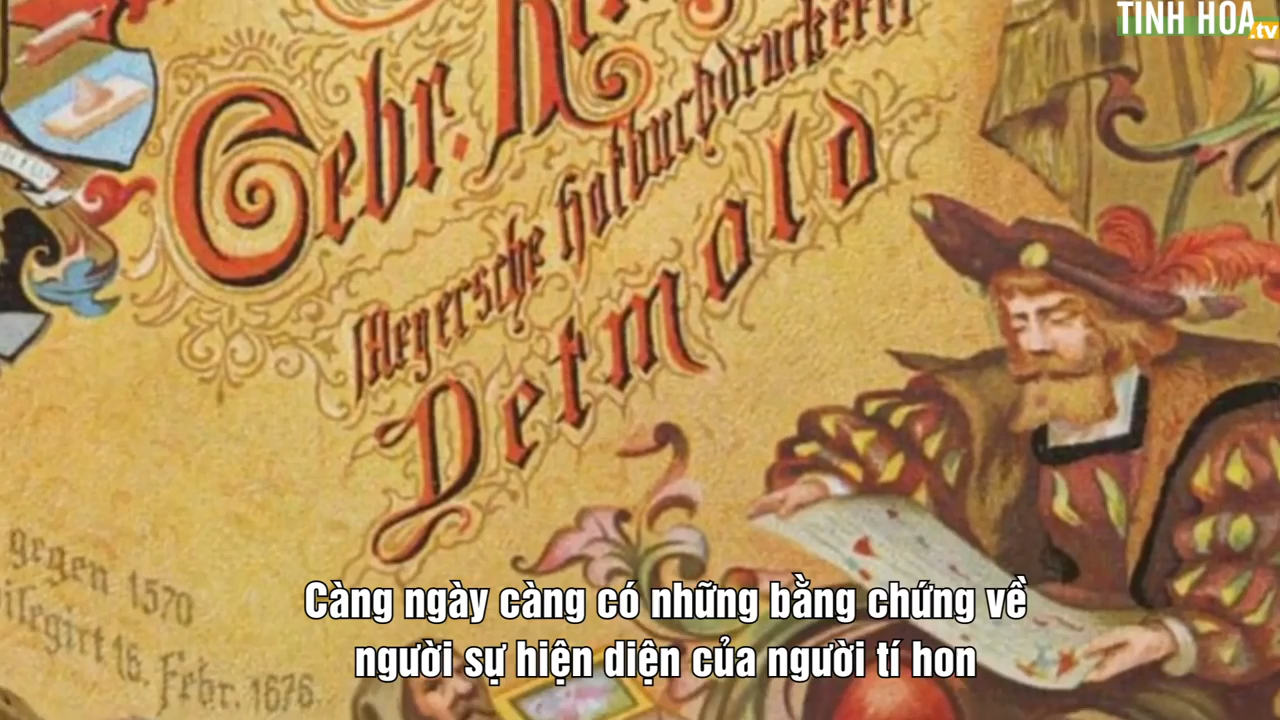 TINH HOA.tv
Gebr.
Meyersche Hofbuchdruckerei
Detmold
gegen 1570
16. Febr. 1676.
Càng ngày càng có những bằng chứng về
người sự hiện diện của người tí hon